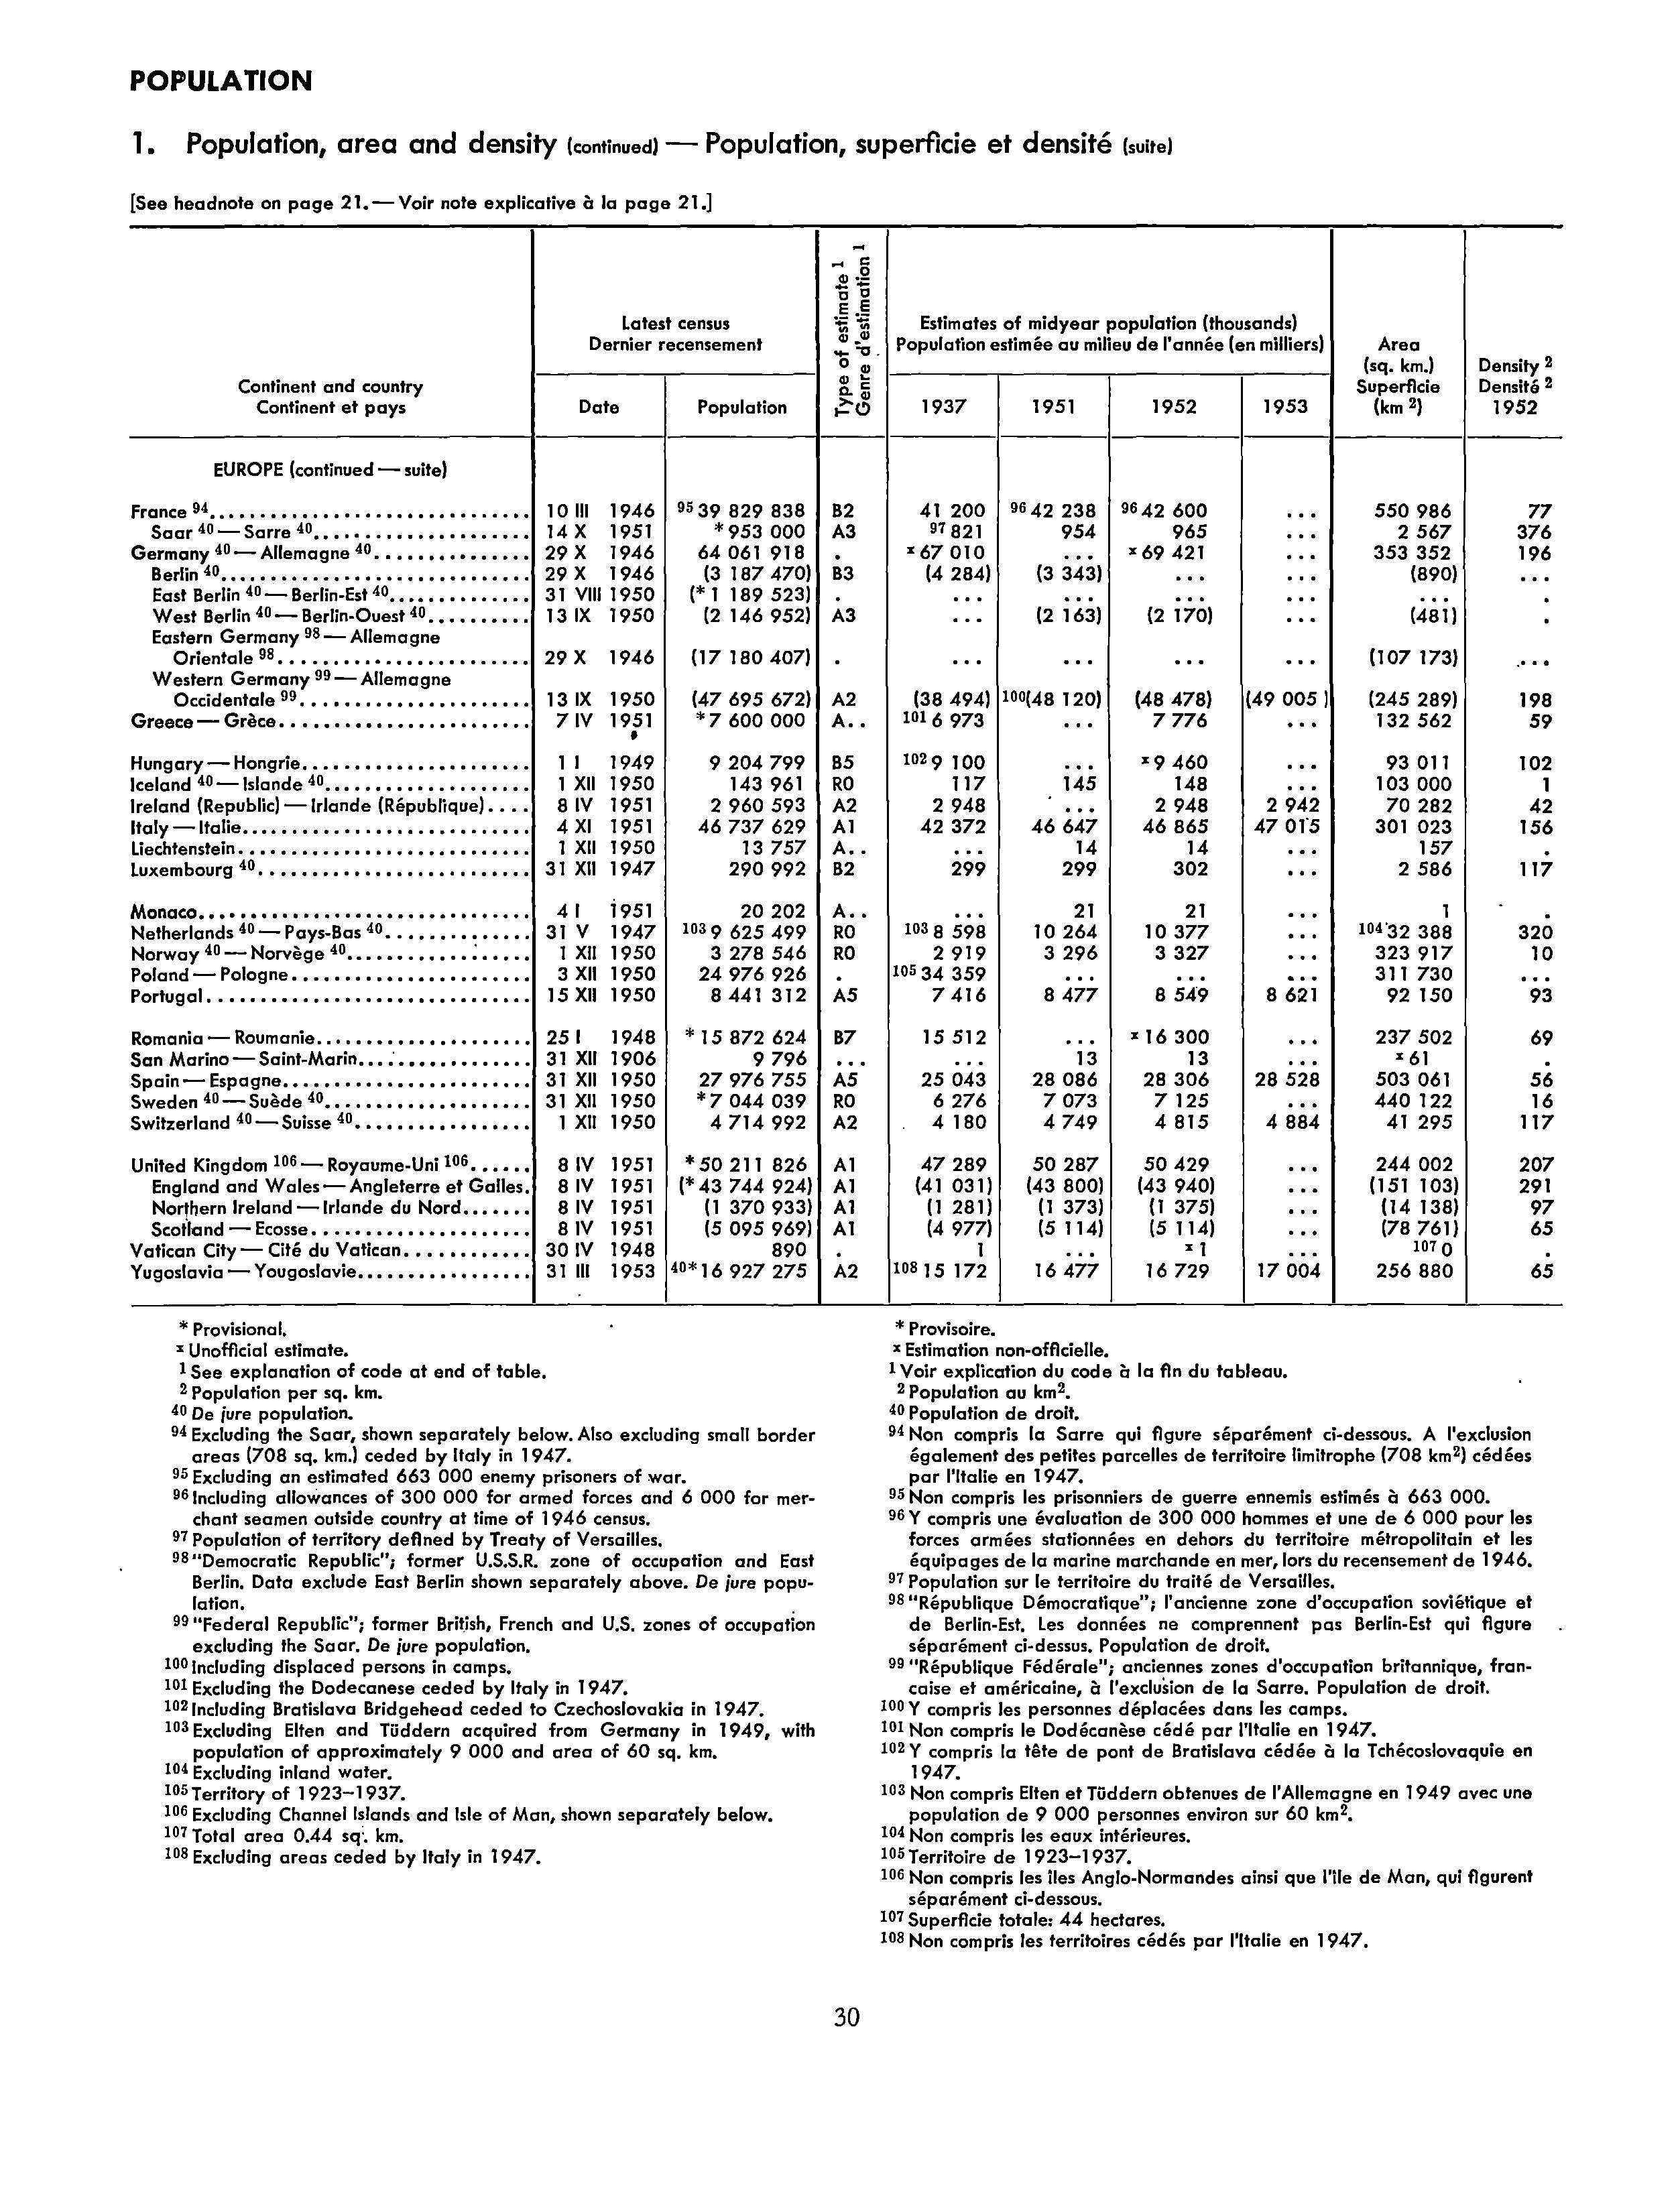 POPULATION
1. Population, area and density (continued) — Population, superficie et densité (suite)
[See headnote on page 21.—Voir note explicative à la page 21.]
Continent and country
Continent et pays
Latest census
Dernier recensement
Date
Population
Type of estimate 1
Genre d'estimation 1
Estimates of midyear population (thousands)
Population estimée au milieu de l'année (en milliers)
1937 1951 1952 1953
Area
(sq. km.)
Superficie
(km 2)
Density 2
Densité 2
1952
EUROPE (continued — suite)
France 94 10 III 1946 95 39 829 838 B2 41 200 96 42 238 96 42 600 ... 550 986 77
Saar 40 — Sarre 40 14 X 1951 * 953 000 A3 97 821 954 965 ... 2 567 376
Germany 40 — Allemagne 40 29 X 1946 64 061 918 . x 67 010 ... x 69 421 ... 353 352 196
Berlin 40 29 X 1946 (3 187 470) B3 (4 284) (3 343) ... ... (890) ...
East Berlin 40 — Berlin-Est 40 31 VIII 1950 (* 1 189 523) . ... ... ... ... ... .
West Berlin 40 — Berlin-Ouest 40 13 IX 1950 (2 146 952) A3 ... (2 163) (2 170) ... (481) .
Eastern Germany 98 — Allemagne
Orientale 98 29 X 1946 (17 180 407) . ... ... ... ... (107 173) ...
Western Germany 99 — Allemagne
Occidentale 99 13 IX 1950 (47 695 672) A2 (38 494) 100(48 120) (48 478) (49 005 ) (245 289) 198
Greece — Grèce 7 IV 1951 * 7 600 000 A.. 101 6 973 ... 7 776 ... 132 562 59
Hungary — Hongrie 1 I 1949 9 204 799 B5 102 9 100 ... x 9 460 ... 93 011 102
Iceland 40 — Islande 40 1 XII 1950 143 961 R0 117 145 148 ... 103 000 1
Ireland (Republic) — Irlande (République) 8 IV 1951 2 960 593 A2 2 948 ... 2 948 2 942 70 282 42
Italy — Italie 4 XI 1951 46 737 629 A1 42 372 46 647 46 865 47 015 301 023 156
Liechtenstein 1 XII 1950 13 757 A.. ... 14 14 ... 157 .
Luxembourg 40 31 XII 1947 290 992 B2 299 299 302 ... 2 586 117
Monaco 4 I 1951 20 202 A.. ... 21 21 ... 1 .
Netherlands 40 — Pays-Bas 40 31 V 1947 103 9 625 499 R0 103 8 598 10 264 10 377 ... 104 32 388 320
Norway 40 — Norvège 40 1 XII 1950 3 278 546 R0 2 919 3 296 3 327 ... 323 917 10
Poland — Pologne 3 XII 1950 24 976 926 . 105 34 359 ... ... ... 311 730 ...
Portugal 15 XII 1950 8 441 312 A5 7 416 8 477 8 549 8 621 92 150 93
Romania — Roumanie 25 I 1948 * 15 872 624 B7 15 512 ... x 16 300 ... 237 502 69
San Marino — Saint-Marin 31 XII 1906 9 796 ... ... 13 13 ... x 61 .
Spain — Espagne 31 XII 1950 27 976 755 A5 25 043 28 086 28 306 28 528 503 061 56
Sweden 40 — Suède 40 31 XII 1950 * 7 044 039 R0 6 276 7 073 7 125 ... 440 122 16
Switzerland 40 — Suisse 40 1 XII 1950 4 714 992 A2 4 180 4 749 4 815 4 884 41 295 117
United Kingdom 106 — Royaume-Uni 106 8 IV 1951 * 50 211 826 A1 47 289 50 287 50 429 ... 244 002 207
England and Wales — Angleterre et Galles 8 IV 1951 (* 43 744 924) A1 (41 031) (43 800) (43 940) ... (151 103) 291
Northern Ireland — Irlande du Nord 8 IV 1951 (1 370 933) A1 (1 281) (1 373) (1 375) ... (14 138) 97
Scotland — Ecosse 8 IV 1951 (5 095 969) A1 (4 977) (5 114) (5 114) ... (78 761) 65
Vatican City — Cité du Vatican 30 IV 1948 890 . 1 ... x 1 ... 107 0 .
Yugoslavia — Yougoslavie 31 III 1953 40* 16 927 275 A2 108 15 172 16 477 16 729 17 004 256 880 65
* Provisional.
x Unofficial estimate.
1 See explanation of code at end of table.
2 Population per sq. km.
40 De jure population.
94 Excluding the Saar, shown separately below. Also excluding small border
areas (708 sq. km.) ceded by Italy in 1947.
95 Excluding an estimated 663 000 enemy prisoners of war.
96 Including allowances of 300 000 for armed forces and 6 000 for mer-
chant seamen outside country at time of 1946 census.
97 Population of territory defined by Treaty of Versailles.
98 "Democratic Republic"; former U.S.S.R. zone of occupation and East
Berlin. Data exclude East Berlin shown separately above. De jure popu-
lation.
99 "Federal Republic"; former British, French and U.S. zones of occupation
excluding the Saar. De jure population.
100 Including displaced persons in camps.
101 Excluding the Dodecanese ceded by Italy in 1947.
102 Including Bratislava Bridgehead ceded to Czechoslovakia in 1947.
103 Excluding Elten and Tüddern acquired from Germany in 1949, with
population of approximately 9 000 and area of 60 sq. km.
104 Excluding inland water.
105 Territory of 1923–1937.
106 Excluding Channel Islands and Isle of Man, shown separately below.
107 Total area 0.44 sq. km.
108 Excluding areas ceded by Italy in 1947.
* Provisoire.
x Estimation non-officielle.
1 Voir explication du code à la fin du tableau.
2 Population au km2.
40 Population de droit.
94 Non compris la Sarre qui figure séparément ci-dessous. A l'exclusion
également des petites parcelles de territoire limitrophe (708 km2) cédées
par l'Italie en 1947.
95 Non compris les prisonniers de guerre ennemis estimés à 663 000.
96 Y compris une évaluation de 300 000 hommes et une de 6 000 pour les
forces armées stationnées en dehors du territoire métropolitain et les
équipages de la marine marchande en mer, lors du recensement de 1946.
97 Population sur le territoire du traité de Versailles.
98 "République Démocratique"; l'ancienne zone d'occupation soviétique et
de Berlin-Est. Les données ne comprennent pas Berlin-Est qui figure
séparément ci-dessus. Population de droit.
99 "République Fédérale"; anciennes zones d'occupation britannique, fran-
caise et américaine, à l'exclusion de la Sarre. Population de droit.
100 Y compris les personnes déplacées dans les camps.
101 Non compris le Dodécanèse cédé par l'Italie en 1947.
102 Y compris la tête de pont de Bratislava cédée à la Tchécoslovaquie en
1947.
103 Non compris Elten et Tüddern obtenues de l'Allemagne en 1949 avec une
population de 9 000 personnes environ sur 60 km2.
104 Non compris les eaux intérieures.
105 Territoire de 1923–1937.
106 Non compris les îles Anglo-Normandes ainsi que l'île de Man, qui figurent
séparément ci-dessous.
107 Superficie totale: 44 hectares.
108 Non compris les territoires cédés par l'Italie en 1947.
30